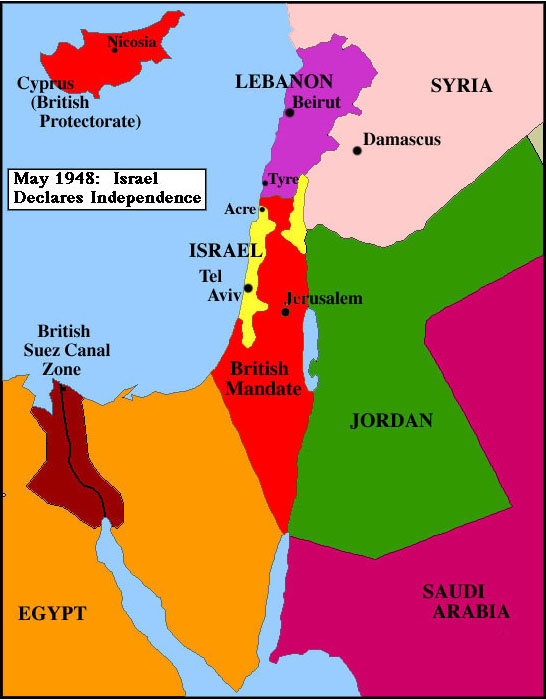 Nicosia
Cyprus
(British
Protectorate)
LEBANON
Beirut
SYRIA
Damascus
May 1948:  Israel
Declares Independence
Tyre
Acre
ISRAEL
Tel
Aviv
Jerusalem
British
Suez Canal
Zone
British
Mandate
JORDAN
EGYPT
SAUDI
ARABIA